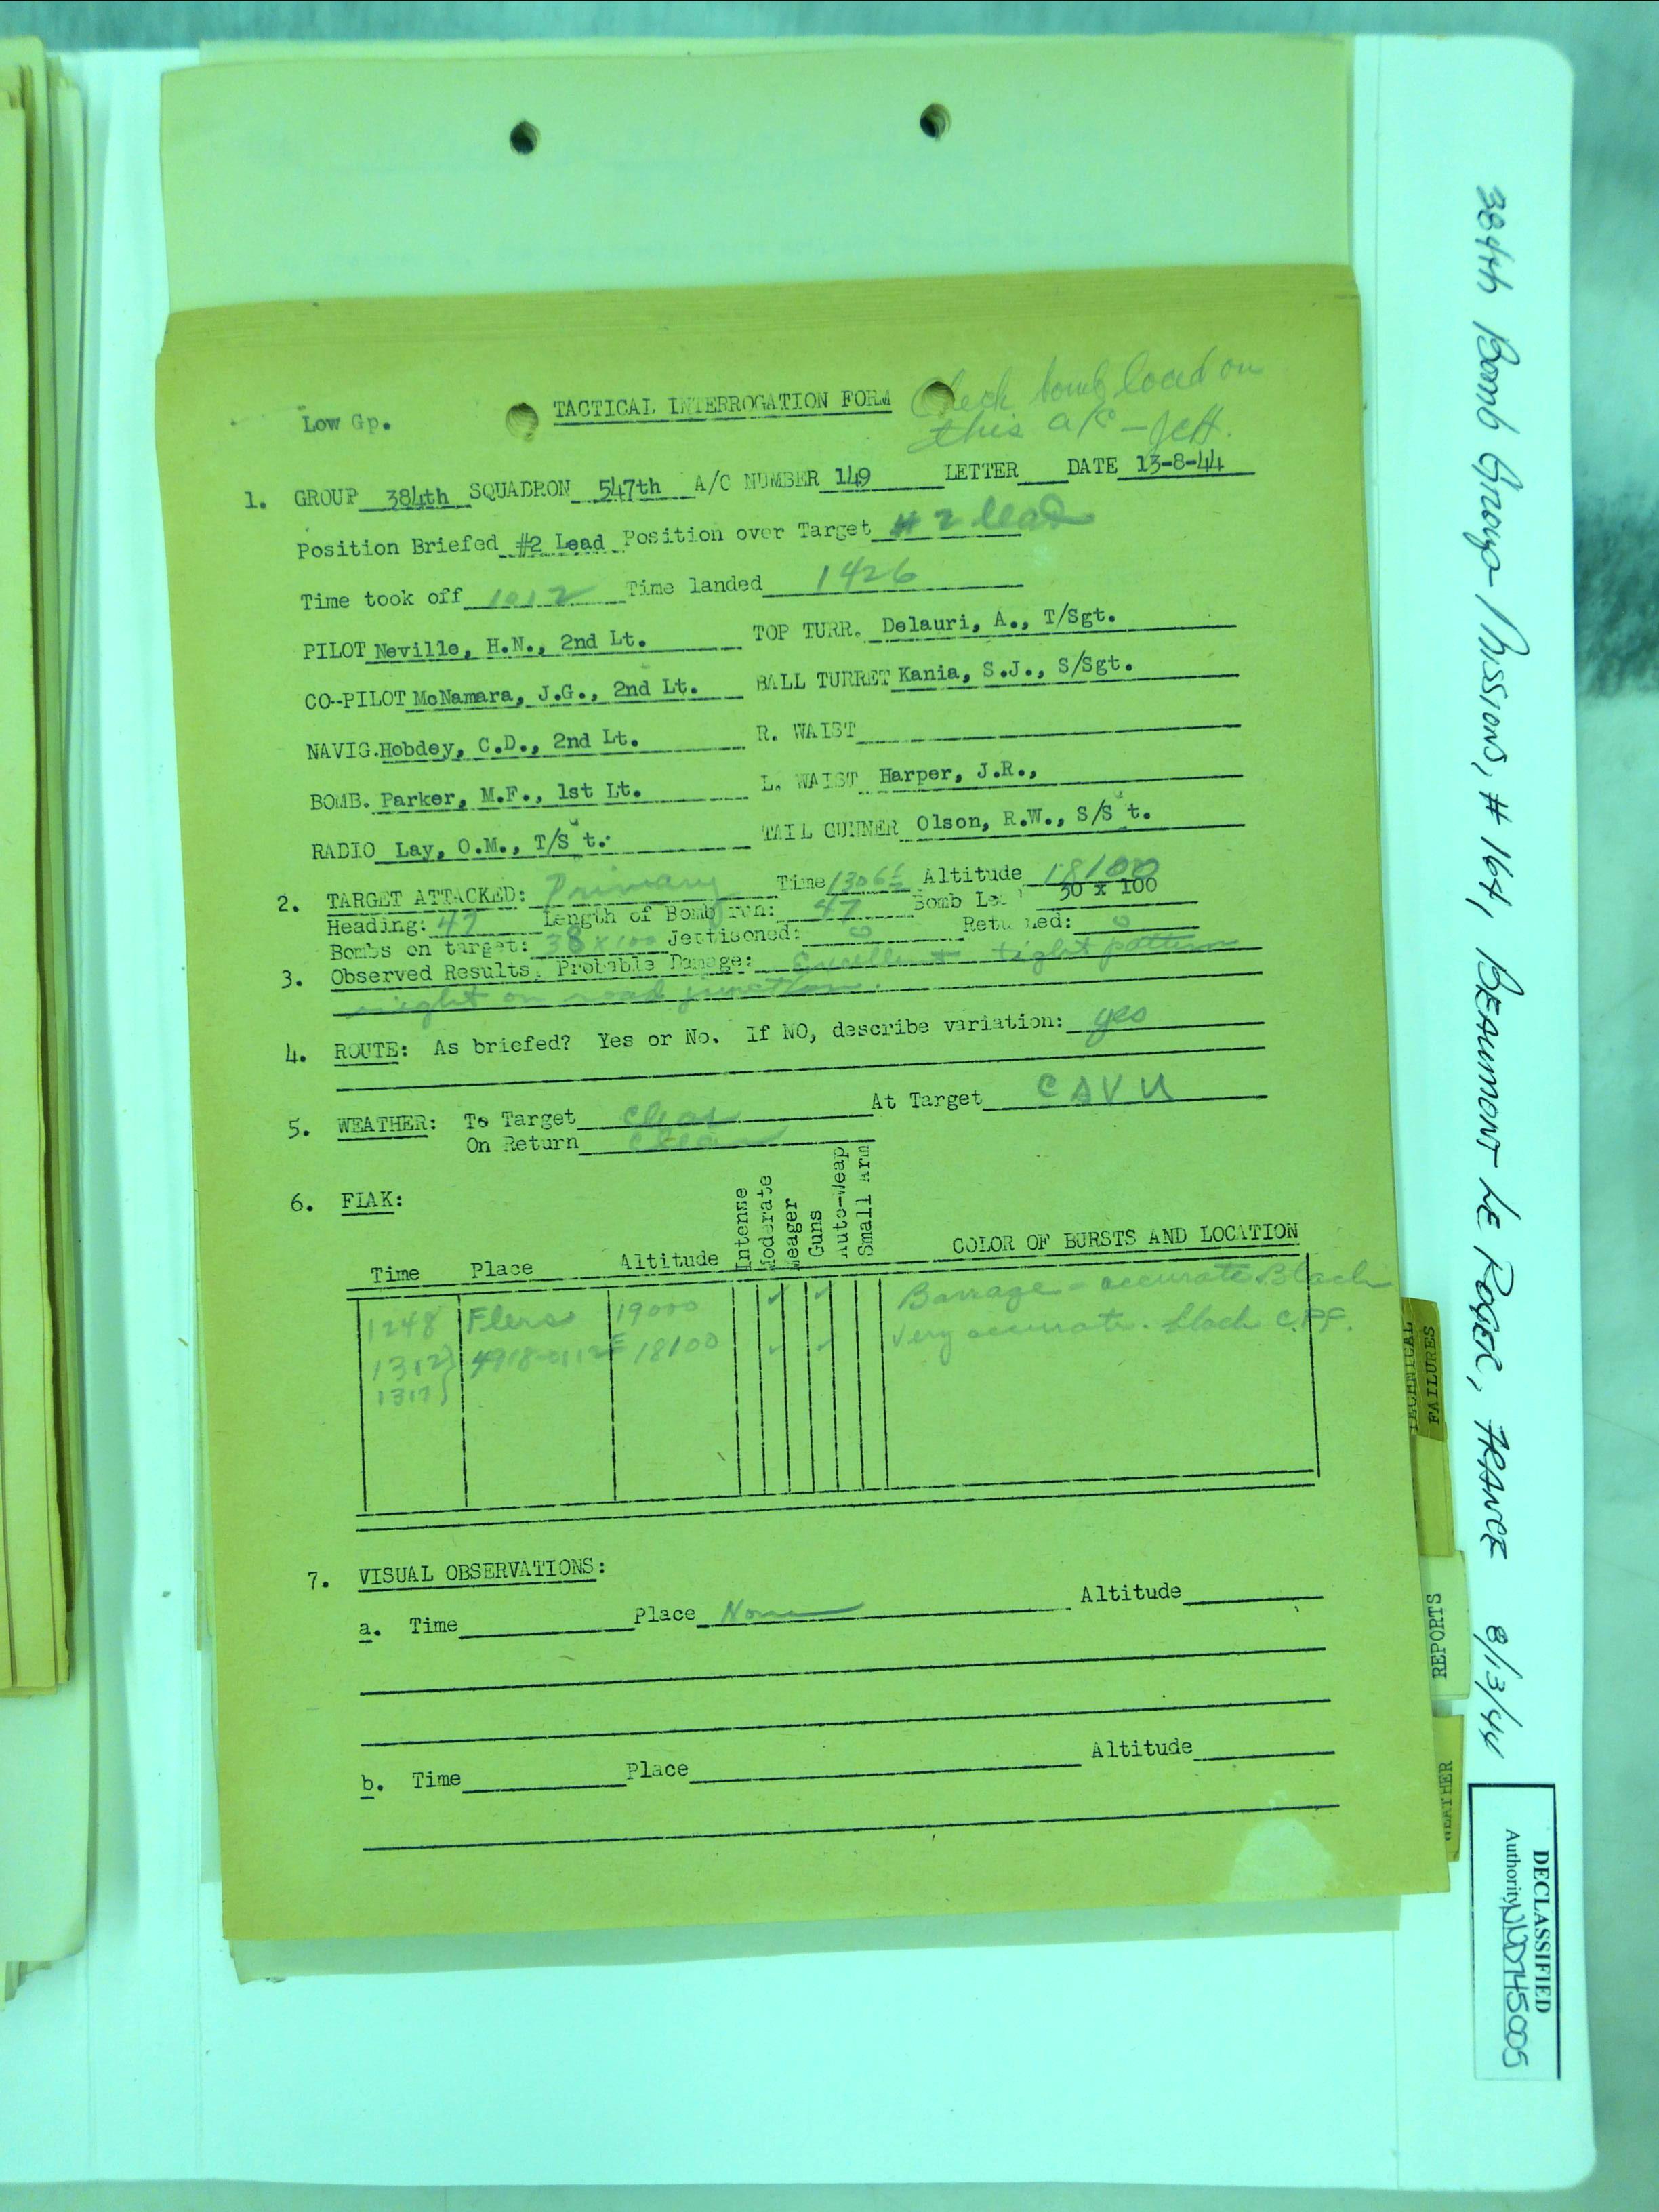 Low Gp. TACTICAL INTERROGATION FORM Check bomb load on
this a/c – JCH.
1. GROUP 384th SQUADRON 547th A/C NUMBER 149 LETTER DATE 13-8-44
Position Briefed #2 Lead Position over Target #2 lead
Time took off 1012 Time landed 1426
PILOT Neville, H.N., 2nd Lt. TOP TURR. Delauri, A., T/Sgt.
CO-PILOT McNamara, J.G., 2nd Lt. BALL TURRET Kania, S.J., S/Sgt.
NAVIG. Hobdey, C.D., 2nd Lt. R. WAIST
BOMB. Parker, M.F., 1st Lt. L. WAIST Harper, J.R.,
RADIO Lay, O.M., T/Sgt. TAIL GUNNER Olson, R.W., S/Sgt.
2. TARGET ATTACKED: Primary Time Altitude 18100
Heading: 47 Length of Bomb run: 47 Bomb Load
Bombs on target: 38 x 100 Jettisoned: 0 Returned: 0
3. Observed Results, Probable Damage: Excellent tight pattern
right on road junction.
4. ROUTE: As briefed? Yes or No. If NO, describe variation: yes
5. WEATHER: To Target Clear At Target CAVU
On Return Clear
6. FLAK:
Time Place Altitude Intense Moderate Meager Guns Auto-Weap Small Arm COLOR OF BURSTS AND LOCATION
1248 Flers 19000 ✓ ✓ Barrage - accurate Black
1312} 4918-0112E 18100 ✓ ✓ Very accurate. black C.P.F.
1317}
7. VISUAL OBSERVATIONS:
a. Time Place None Altitude
b. Time Place Altitude
TECHNICAL
FAILURES
REPORTS
WEATHER
384th Bomb Group - Missions, #164, BEAUMONT LE ROGER, FRANCE 8/13/44
DECLASSIFIED
Authority NND745005